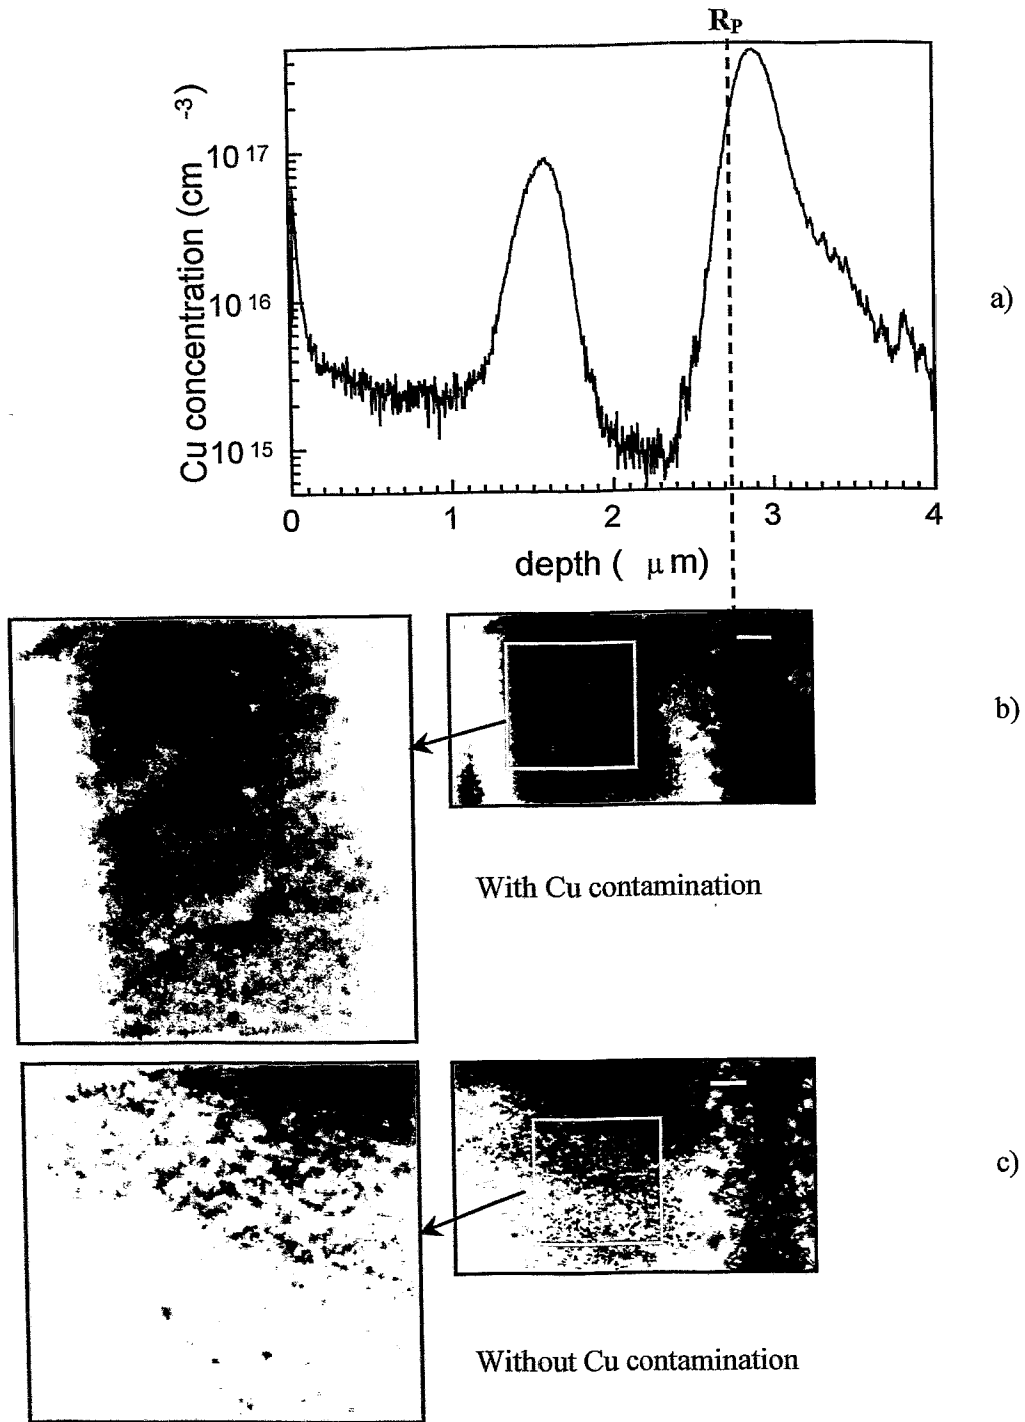 R_P
Cu concentration (cm -3)
10 17
10 16
10 15
0 1 2 3 4
depth ( μm)
a)
b)
With Cu contamination
c)
Without Cu contamination